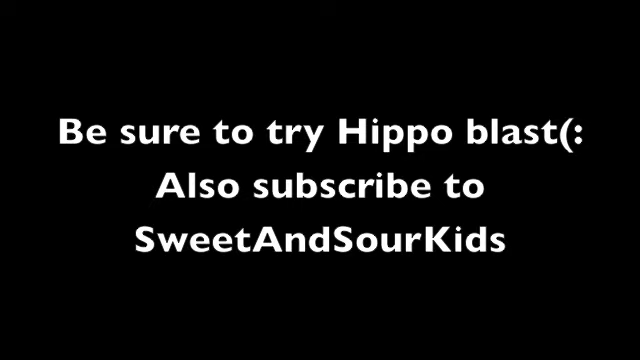 Be sure to try Hippo blast(:
Also subscribe to
SweetAndSourKids